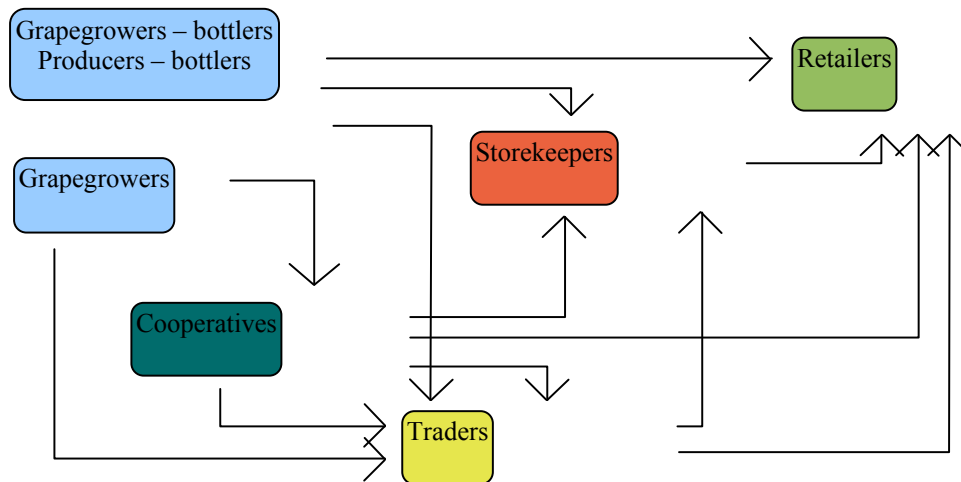 Grapegrowers – bottlers
Producers – bottlers
Retailers
Storekeepers
Grapegrowers
Cooperatives
Traders